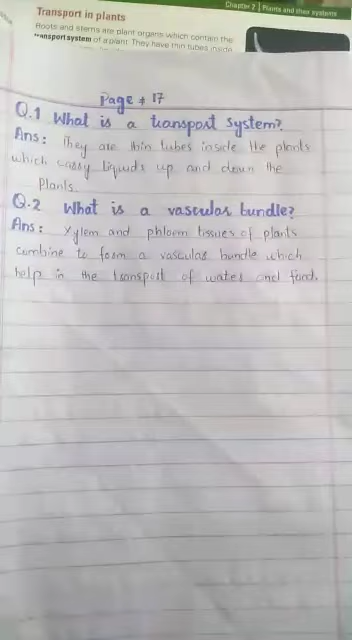 Chapter 2 | Plants and their systems
Transport in plants
Roots and stems are plant organs which contain the
transport system of a plant. They have thin tubes inside
Page # 17
Q.1 What is a transport system?
Ans: They are thin tubes inside the plants
which carry liquids up and down the
Plants.
Q.2 What is a vascular bundle?
Ans: Xylem and phloem tissues of plants
combine to form a vascular bundle which
help in the transport of water and food.